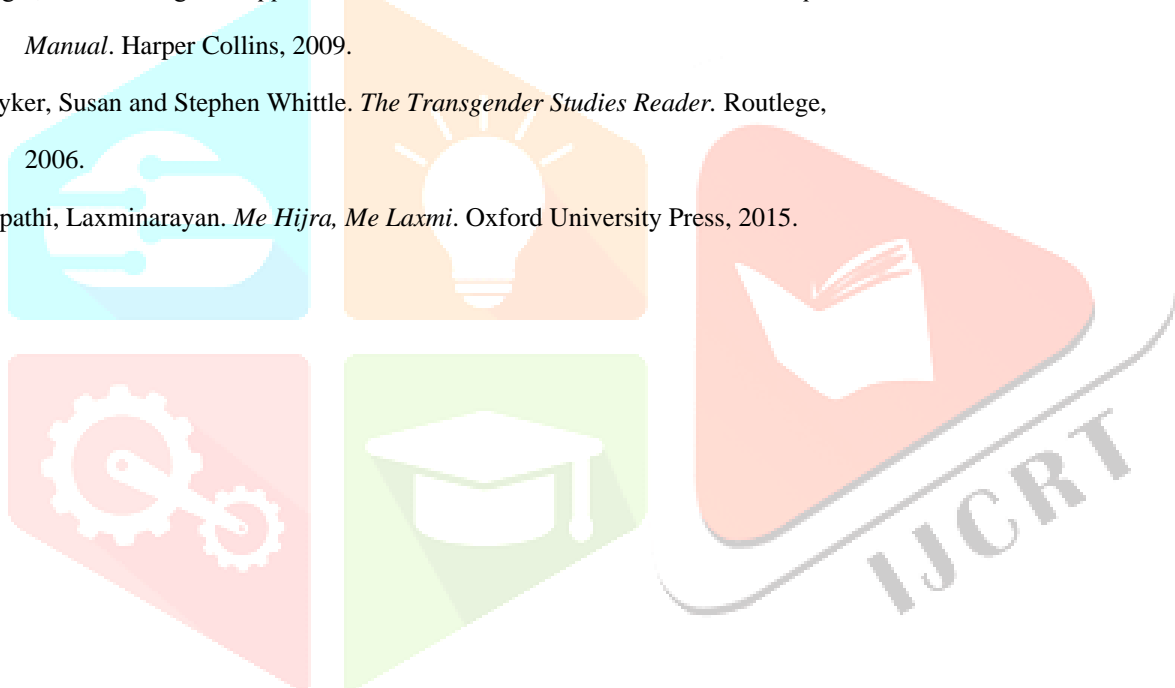 Manual. Harper Collins, 2009.
yker, Susan and Stephen Whittle. The Transgender Studies Reader. Routlege,
2006.
pathi, Laxminarayan. Me Hijra, Me Laxmi. Oxford University Press, 2015.
IJCRT